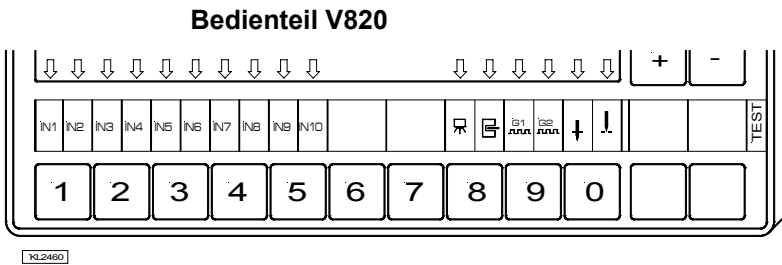 Bedienteil V820
+ -
IN1 IN2 IN3 IN4 IN5 IN6 IN7 IN8 IN9 IN10 G1 G2 TEST
1 2 3 4 5 6 7 8 9 0
KL2460